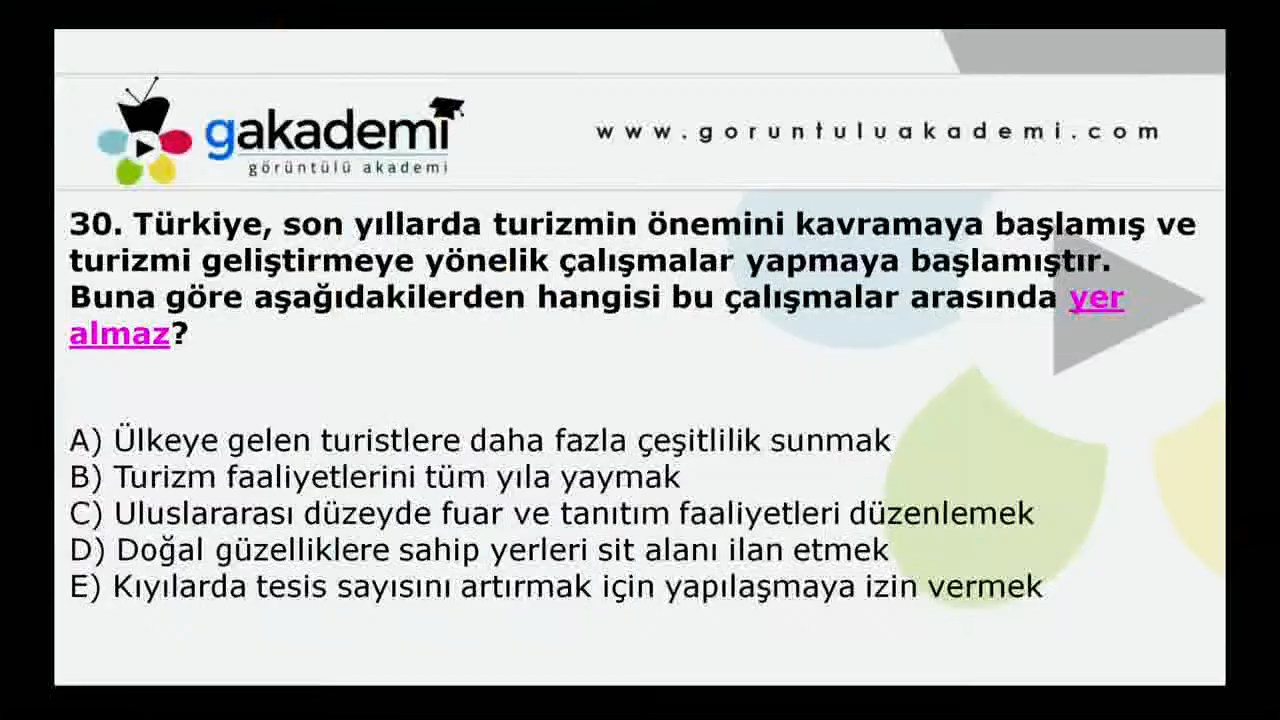 gakademi
görüntülü akademi
www.goruntuluakademi.com
30. Türkiye, son yıllarda turizmin önemini kavramaya başlamış ve
turizmi geliştirmeye yönelik çalışmalar yapmaya başlamıştır.
Buna göre aşağıdakilerden hangisi bu çalışmalar arasında yer
almaz?
A) Ülkeye gelen turistlere daha fazla çeşitlilik sunmak
B) Turizm faaliyetlerini tüm yıla yaymak
C) Uluslararası düzeyde fuar ve tanıtım faaliyetleri düzenlemek
D) Doğal güzelliklere sahip yerleri sit alanı ilan etmek
E) Kıyılarda tesis sayısını artırmak için yapılaşmaya izin vermek